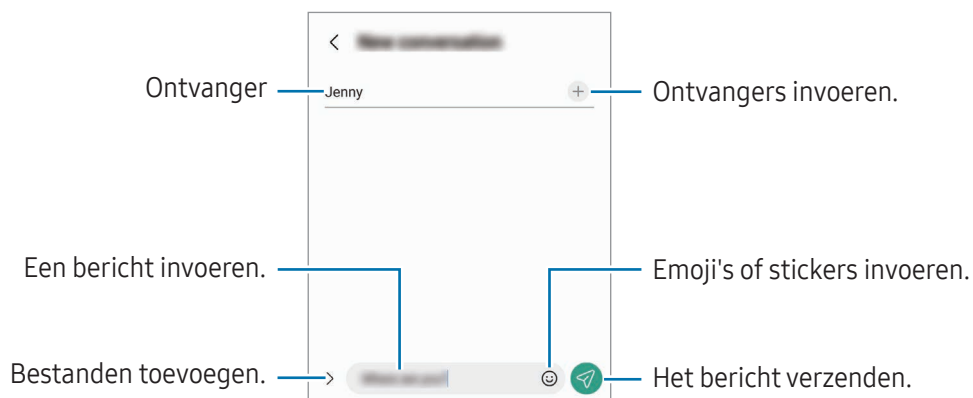 Ontvanger
Jenny
Ontvangers invoeren.
Een bericht invoeren.
Emoji's of stickers invoeren.
Bestanden toevoegen.
Het bericht verzenden.